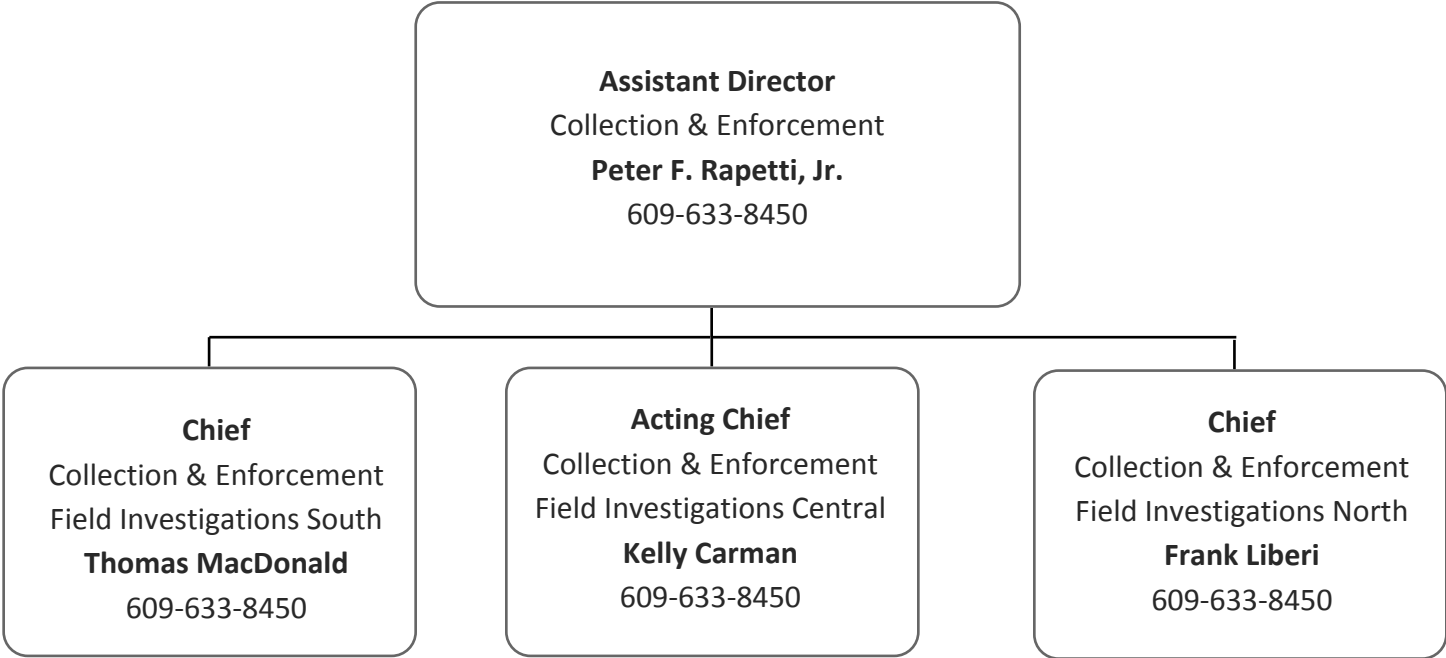 Assistant Director
Collection & Enforcement
Peter F. Rapetti, Jr.
609-633-8450
Chief
Collection & Enforcement
Field Investigations South
Thomas MacDonald
609-633-8450
Acting Chief
Collection & Enforcement
Field Investigations Central
Kelly Carman
609-633-8450
Chief
Collection & Enforcement
Field Investigations North
Frank Liberi
609-633-8450